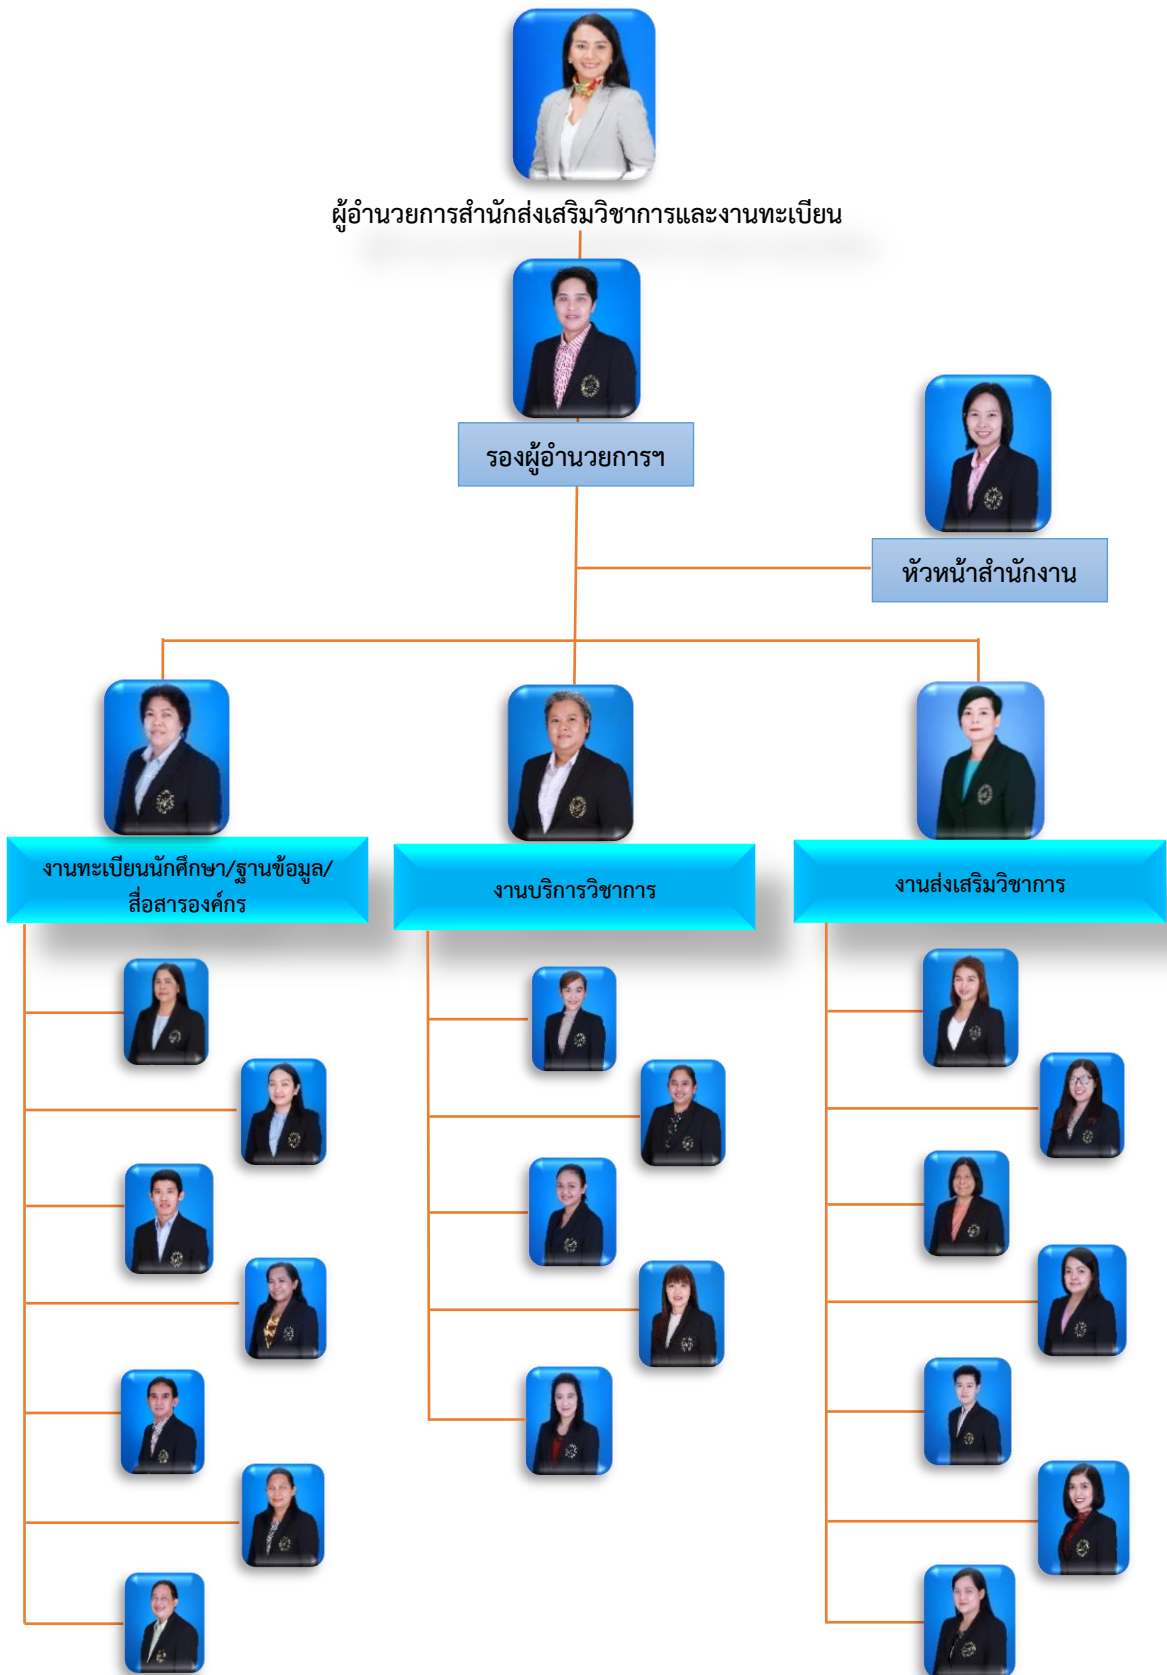 ผู้อำนวยการสำนักส่งเสริมวิชาการและงานทะเบียน
รองผู้อำนวยการฯ
หัวหน้าสำนักงาน
งานทะเบียนนักศึกษา/ฐานข้อมูล/
สื่อสารองค์กร
งานบริการวิชาการ
งานส่งเสริมวิชาการ